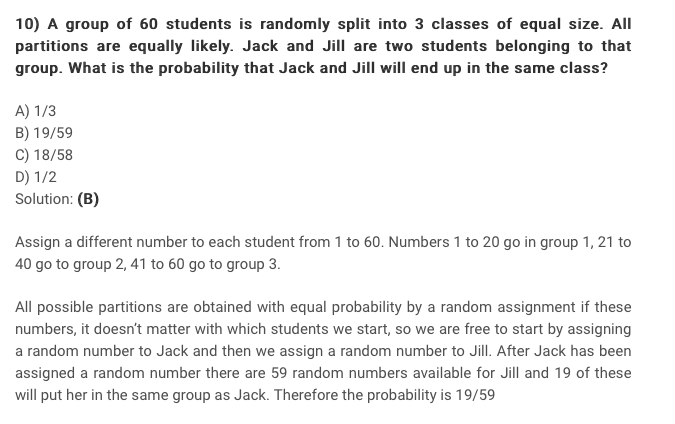 10) A group of 60 students is randomly split into 3 classes of equal size. All
partitions are equally likely. Jack and Jill are two students belonging to that
group. What is the probability that Jack and Jill will end up in the same class?
A) 1/3
B) 19/59
C) 18/58
D) 1/2
Solution: (B)
Assign a different number to each student from 1 to 60. Numbers 1 to 20 go in group 1, 21 to
40 go to group 2, 41 to 60 go to group 3.
All possible partitions are obtained with equal probability by a random assignment if these
numbers, it doesn’t matter with which students we start, so we are free to start by assigning
a random number to Jack and then we assign a random number to Jill. After Jack has been
assigned a random number there are 59 random numbers available for Jill and 19 of these
will put her in the same group as Jack. Therefore the probability is 19/59